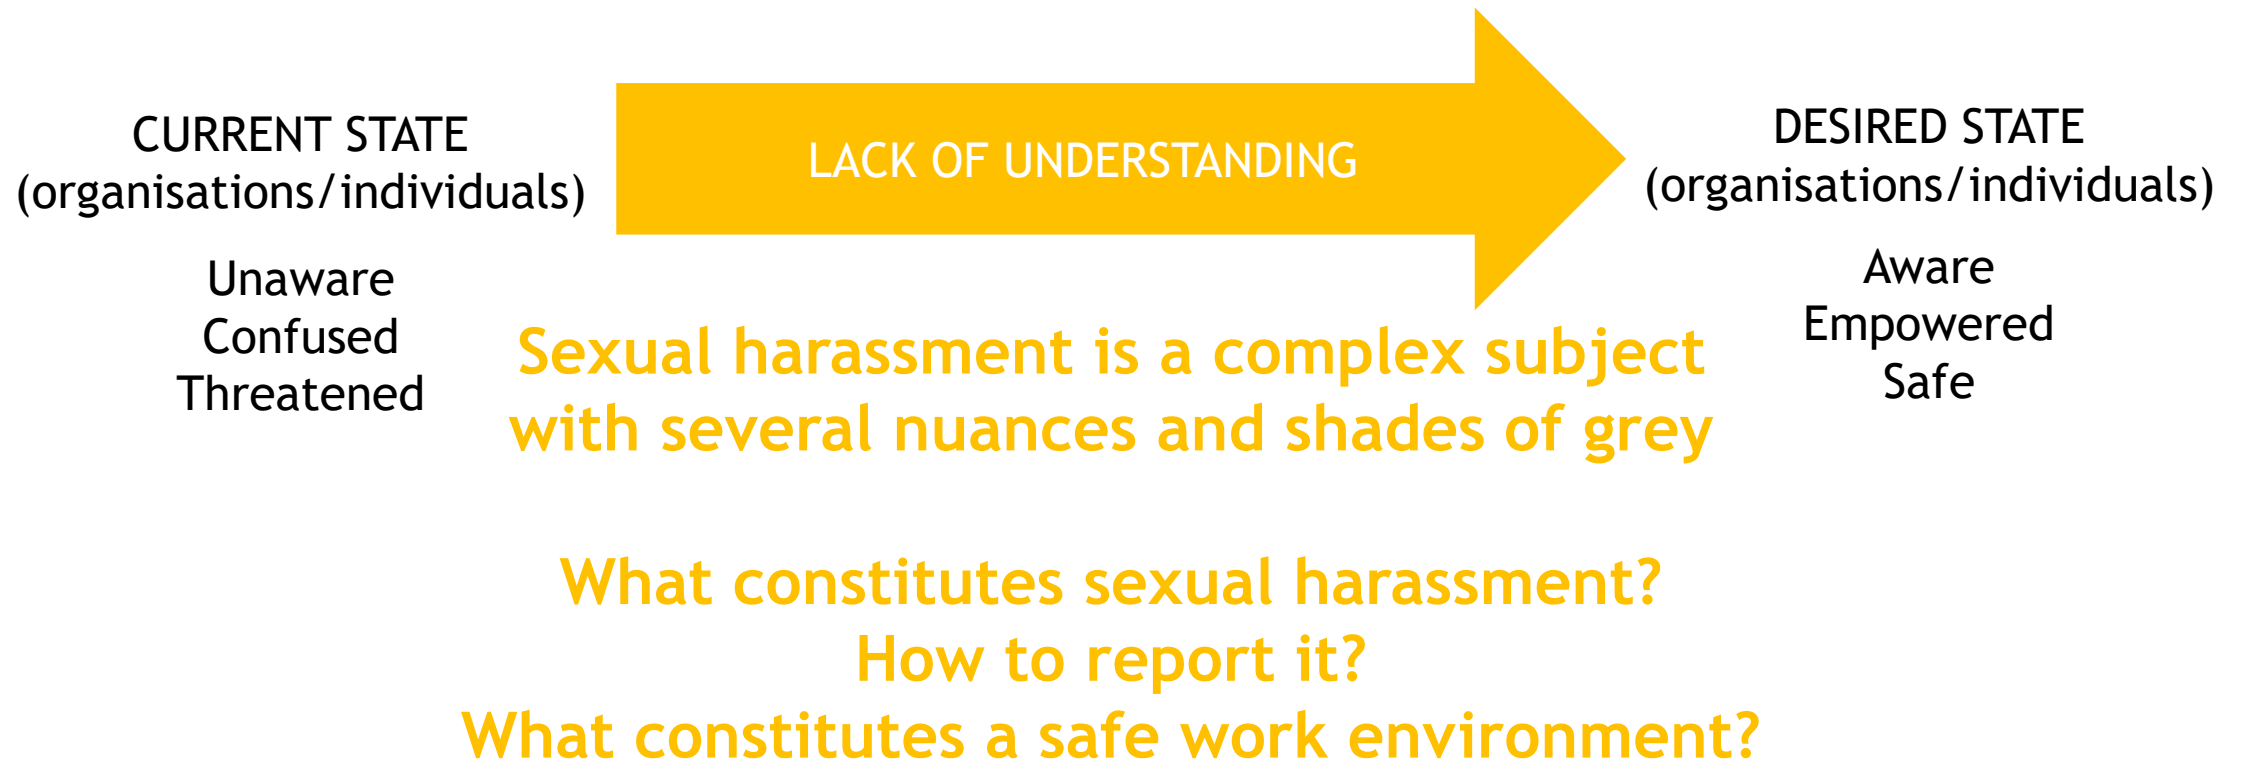 CURRENT STATE
(organisations/individuals)
Unaware
Confused
Threatened
LACK OF UNDERSTANDING
DESIRED STATE
(organisations/individuals)
Aware
Empowered
Safe
Sexual harassment is a complex subject
with several nuances and shades of grey
What constitutes sexual harassment?
How to report it?
What constitutes a safe work environment?